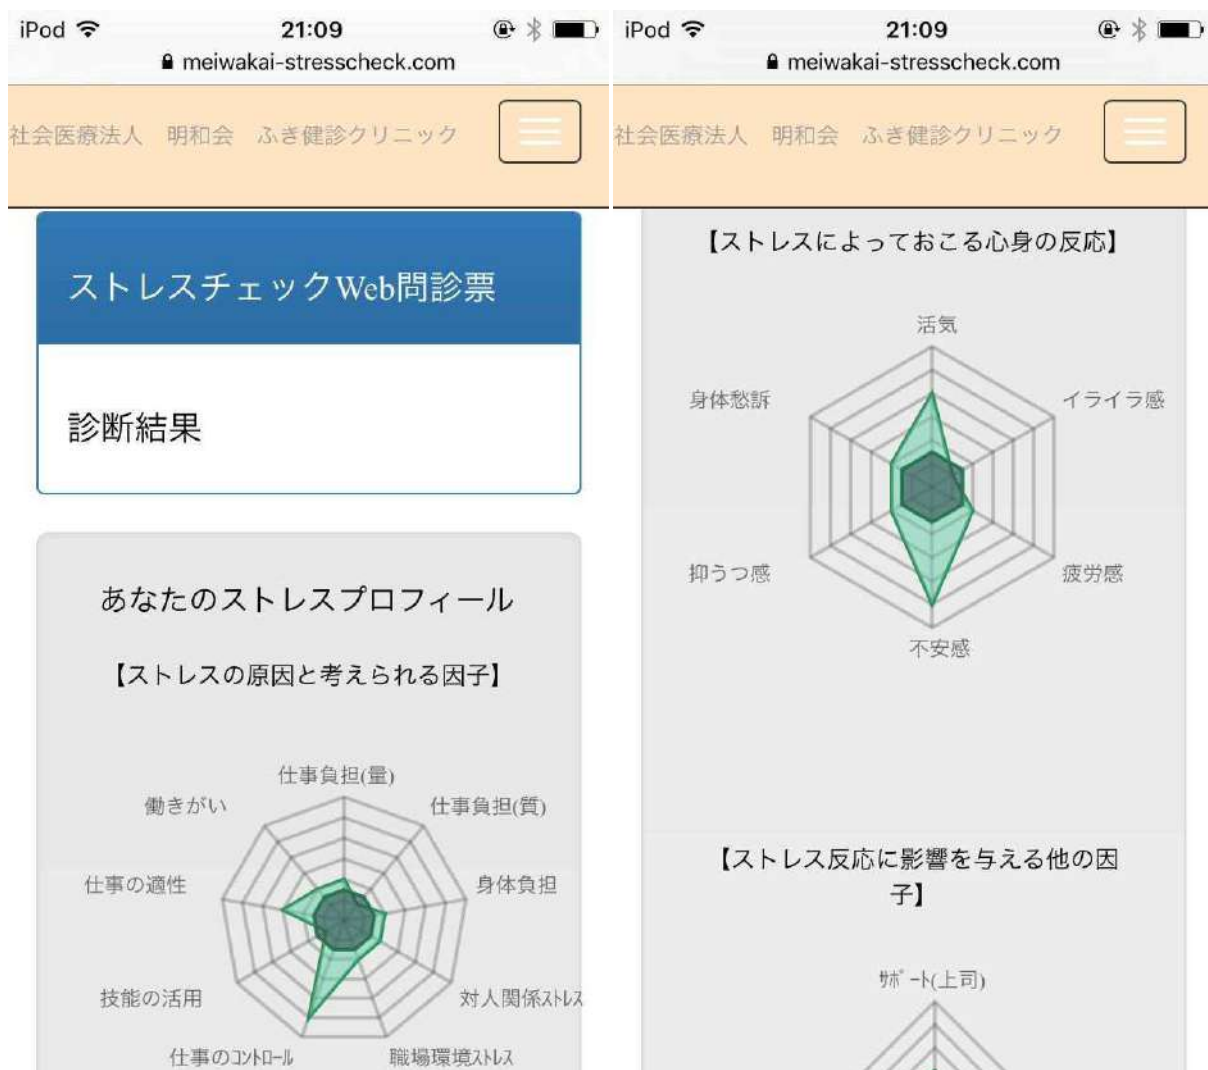 iPod 21:09
meiwakai-stresscheck.com
社会医療法人 明和会 ふき健診クリニック
ストレスチェックWeb問診票
診断結果
あなたのストレスプロフィール
【ストレスの原因と考えられる因子】
仕事負担(量)
働きがい
仕事負担(質)
仕事の適性
身体負担
技能の活用
対人関係ストレス
仕事のコントロール
職場環境ストレス
iPod 21:09
meiwakai-stresscheck.com
社会医療法人 明和会 ふき健診クリニック
【ストレスによっておこる心身の反応】
活気
身体愁訴
イライラ感
抑うつ感
疲労感
不安感
【ストレス反応に影響を与える他の因
子】
サポート(上司)